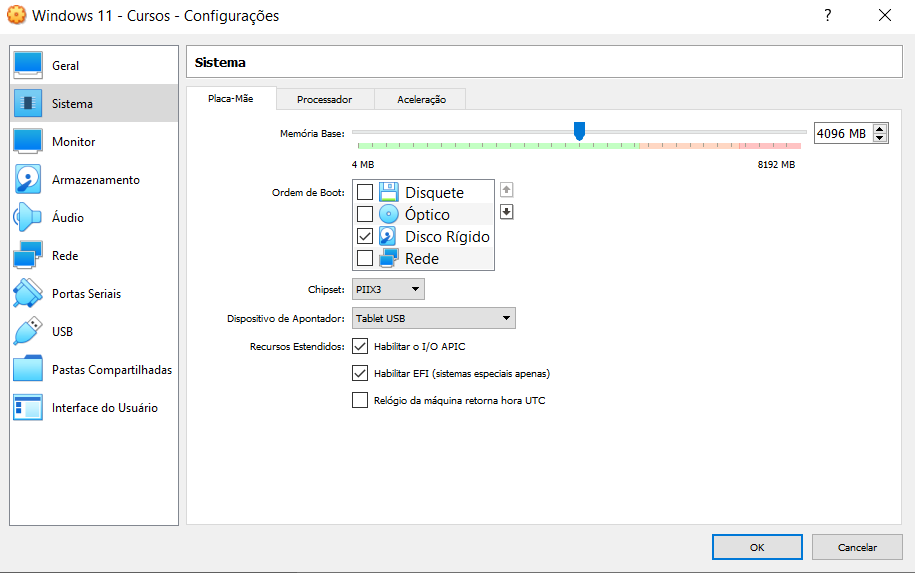 Windows 11 - Cursos - Configurações
?
Geral
Sistema
Monitor
Armazenamento
Áudio
Rede
Portas Seriais
USB
Pastas Compartilhadas
Interface do Usuário
Sistema
Placa-Mãe Processador Aceleração
Memória Base: 4096 MB
4 MB 8192 MB
Ordem de Boot: Disquete
Óptico
Disco Rígido
Rede
Chipset: PIIX3
Dispositivo de Apontador: Tablet USB
Recursos Estendidos: Habilitar o I/O APIC
Habilitar EFI (sistemas especiais apenas)
Relógio da máquina retorna hora UTC
OK Cancelar